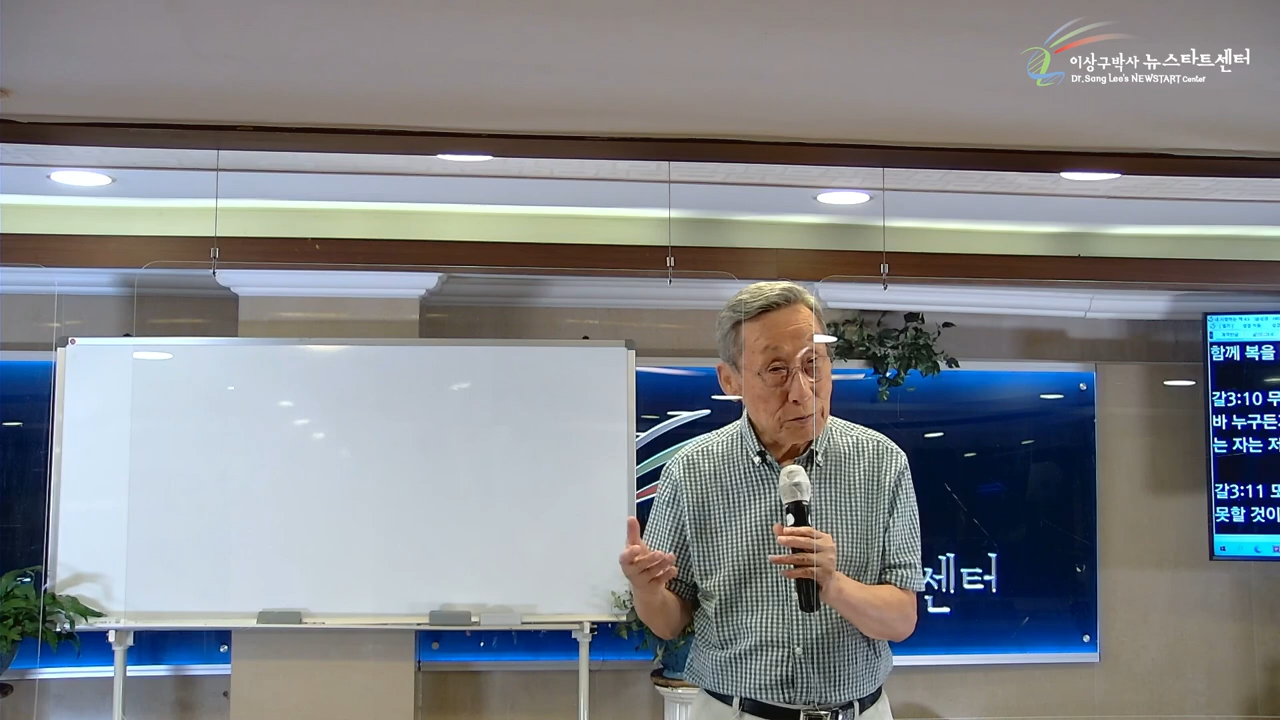 이상구박사 뉴스타트센터
Dr. Sang Lee's NEWSTART Center
함께 복을
갈3:10 무
바 누구든
는 자는 저
갈3:11 또
못할 것이
센터